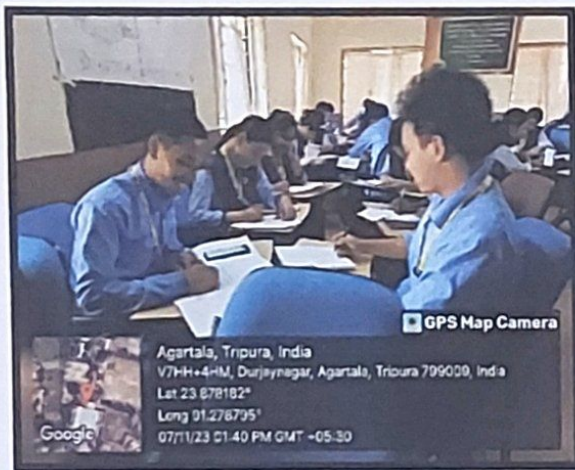 GPS Map Camera
Agartala, Tripura, India
V7HH+4HM, Durjaynagar, Agartala, Tripura 799009, India
Lat 23.878182°
Long 91.278795°
07/11/23 01:40 PM GMT +05:30
Google